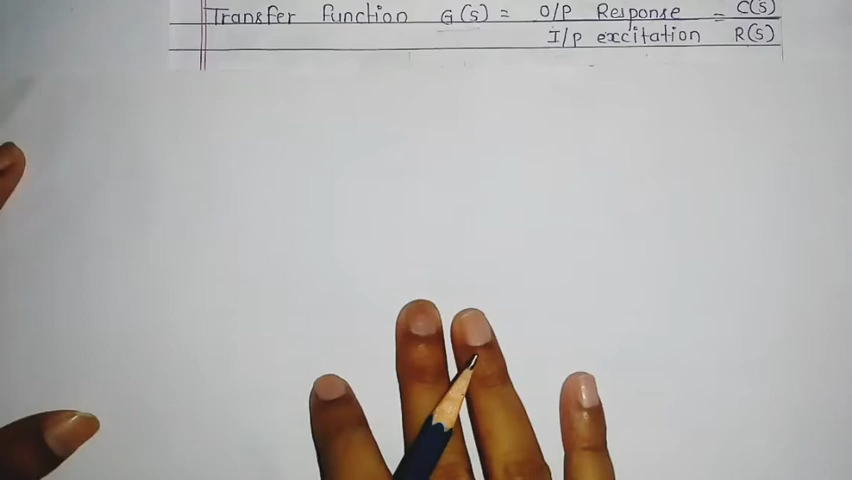 Transfer Function G(s) = O/P Response = C(s)
I/p excitation R(s)